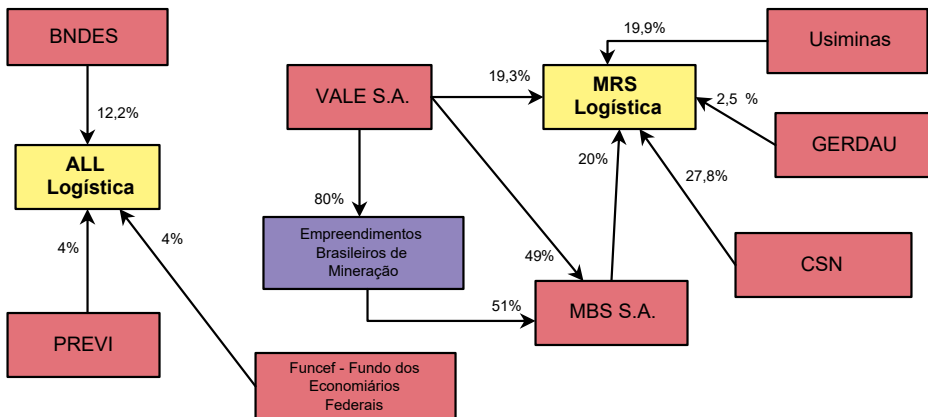 BNDES
12,2%
ALL
Logística
4%
4%
PREVI
Funcef - Fundo dos
Economiários
Federais
VALE S.A.
19,3%
80%
Empreendimentos
Brasileiros de
Mineração
49%
51%
MBS S.A.
20%
MRS
Logística
19,9%
Usiminas
2,5 %
GERDAU
27,8%
CSN